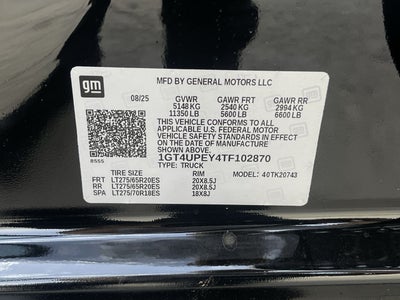 gm
MFD BY GENERAL MOTORS LLC
08/25 GVWR GAWR FRT GAWR RR
5148 KG 2540 KG 2994 KG
11350 LB 5600 LB 6600 LB
THIS VEHICLE CONFORMS TO ALL
APPLICABLE U.S. FEDERAL MOTOR
VEHICLE SAFETY STANDARDS IN
EFFECT ON THE DATE OF
MANUFACTURE SHOWN ABOVE.
8555 1GT4UPEY4TF102870
TYPE: TRUCK
TIRE SIZE RIM MODEL: 40TK20743
FRT LT275/65R20ES 20X8.5J
RR LT275/65R20ES 20X8.5J
SPA LT275/70R18ES 18X8J